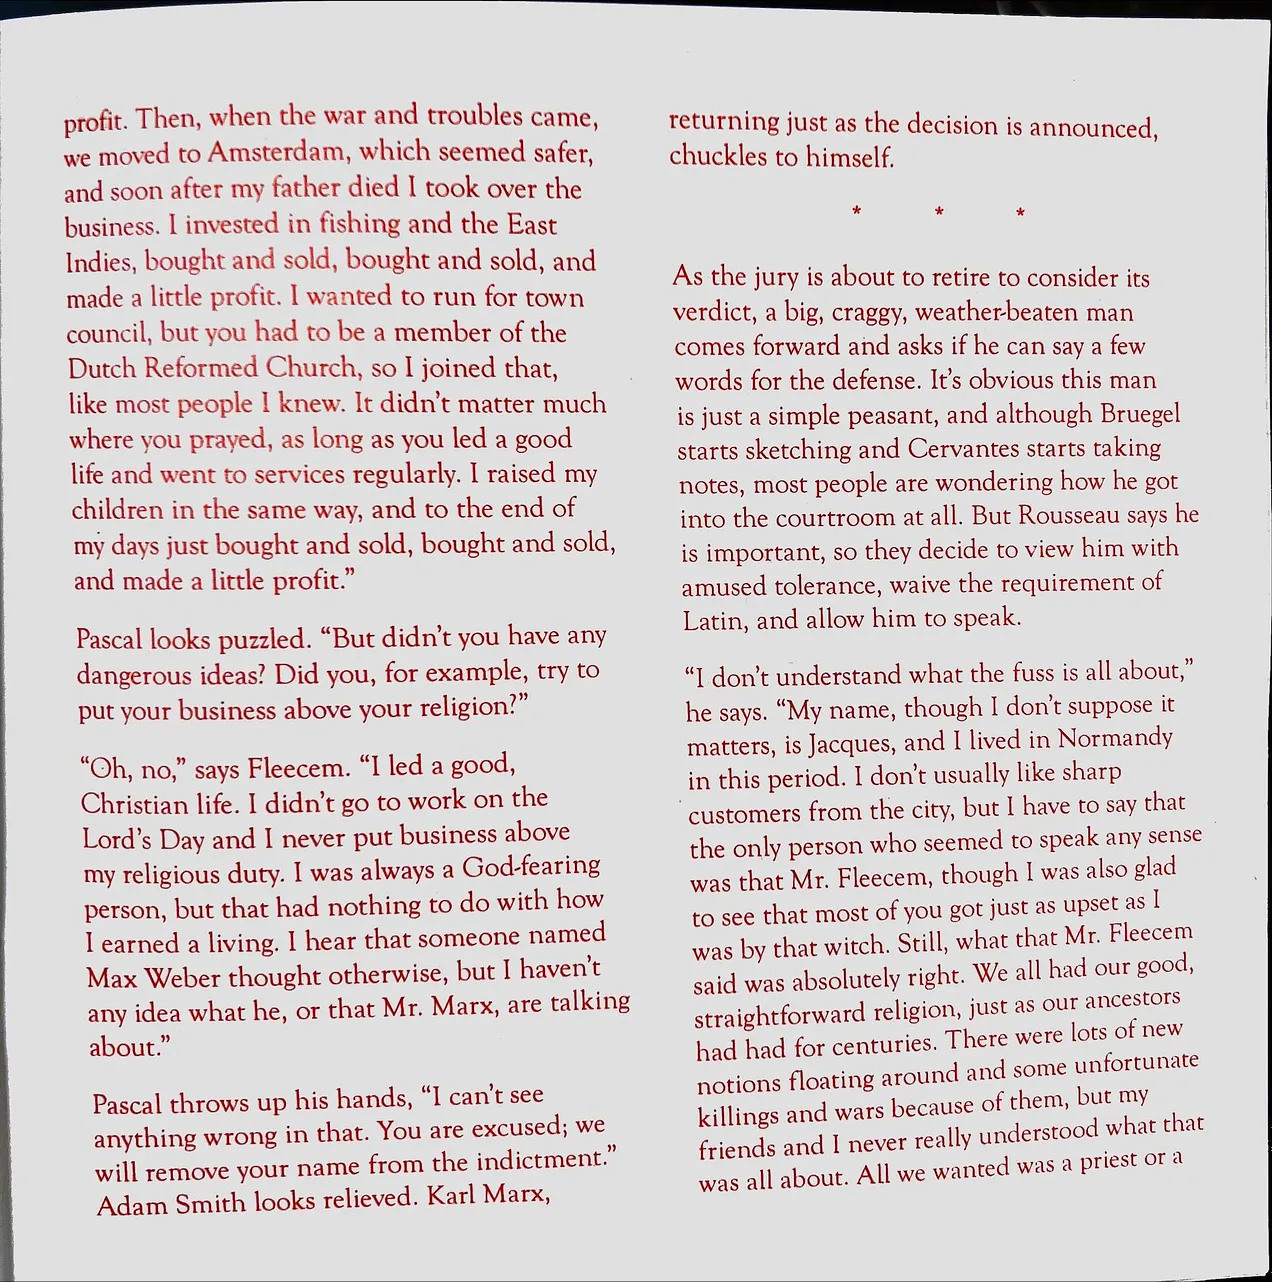 profit. Then, when the war and troubles came,
we moved to Amsterdam, which seemed safer,
and soon after my father died I took over the
business. I invested in fishing and the East
Indies, bought and sold, bought and sold, and
made a little profit. I wanted to run for town
council, but you had to be a member of the
Dutch Reformed Church, so I joined that,
like most people I knew. It didn't matter much
where you prayed, as long as you led a good
life and went to services regularly. I raised my
children in the same way, and to the end of
my days just bought and sold, bought and sold,
and made a little profit.”
Pascal looks puzzled. “But didn't you have any
dangerous ideas? Did you, for example, try to
put your business above your religion?”
“Oh, no,” says Fleecem. “I led a good,
Christian life. I didn't go to work on the
Lord's Day and I never put business above
my religious duty. I was always a God-fearing
person, but that had nothing to do with how
I earned a living. I hear that someone named
Max Weber thought otherwise, but I haven't
any idea what he, or that Mr. Marx, are talking
about.”
Pascal throws up his hands, “I can't see
anything wrong in that. You are excused; we
will remove your name from the indictment.”
Adam Smith looks relieved. Karl Marx,
returning just as the decision is announced,
chuckles to himself.
* * *
As the jury is about to retire to consider its
verdict, a big, craggy, weather-beaten man
comes forward and asks if he can say a few
words for the defense. It's obvious this man
is just a simple peasant, and although Bruegel
starts sketching and Cervantes starts taking
notes, most people are wondering how he got
into the courtroom at all. But Rousseau says he
is important, so they decide to view him with
amused tolerance, waive the requirement of
Latin, and allow him to speak.
“I don't understand what the fuss is all about,”
he says. “My name, though I don't suppose it
matters, is Jacques, and I lived in Normandy
in this period. I don't usually like sharp
customers from the city, but I have to say that
the only person who seemed to speak any sense
was that Mr. Fleecem, though I was also glad
to see that most of you got just as upset as I
was by that witch. Still, what that Mr. Fleecem
said was absolutely right. We all had our good,
straightforward religion, just as our ancestors
had had for centuries. There were lots of new
notions floating around and some unfortunate
killings and wars because of them, but my
friends and I never really understood what that
was all about. All we wanted was a priest or a